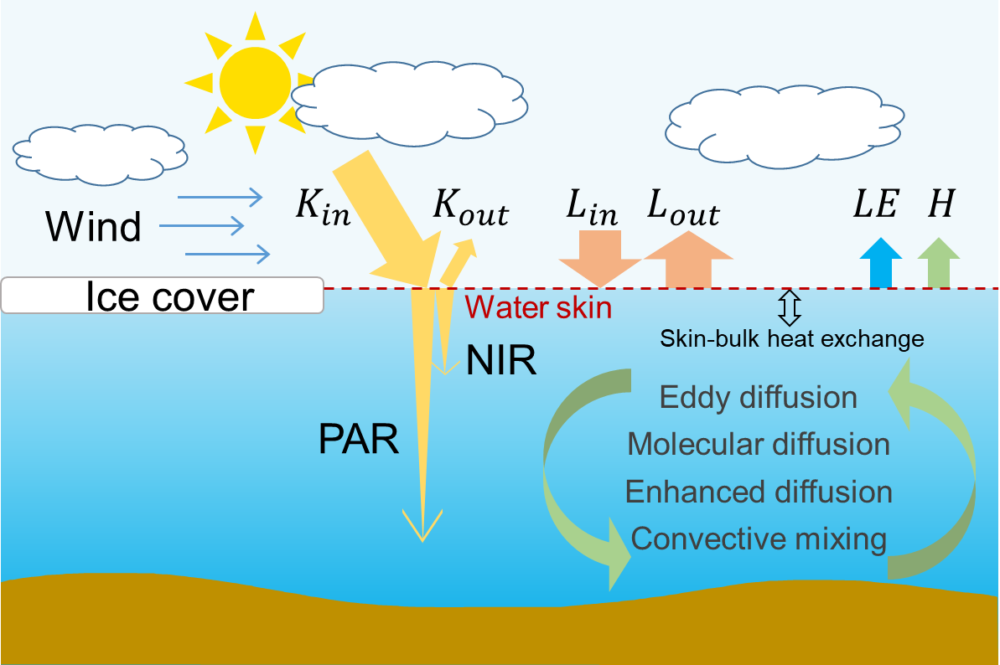 Wind
K_in
K_out
L_in
L_out
LE
H
Ice cover
Water skin
Skin-bulk heat exchange
NIR
PAR
Eddy diffusion
Molecular diffusion
Enhanced diffusion
Convective mixing